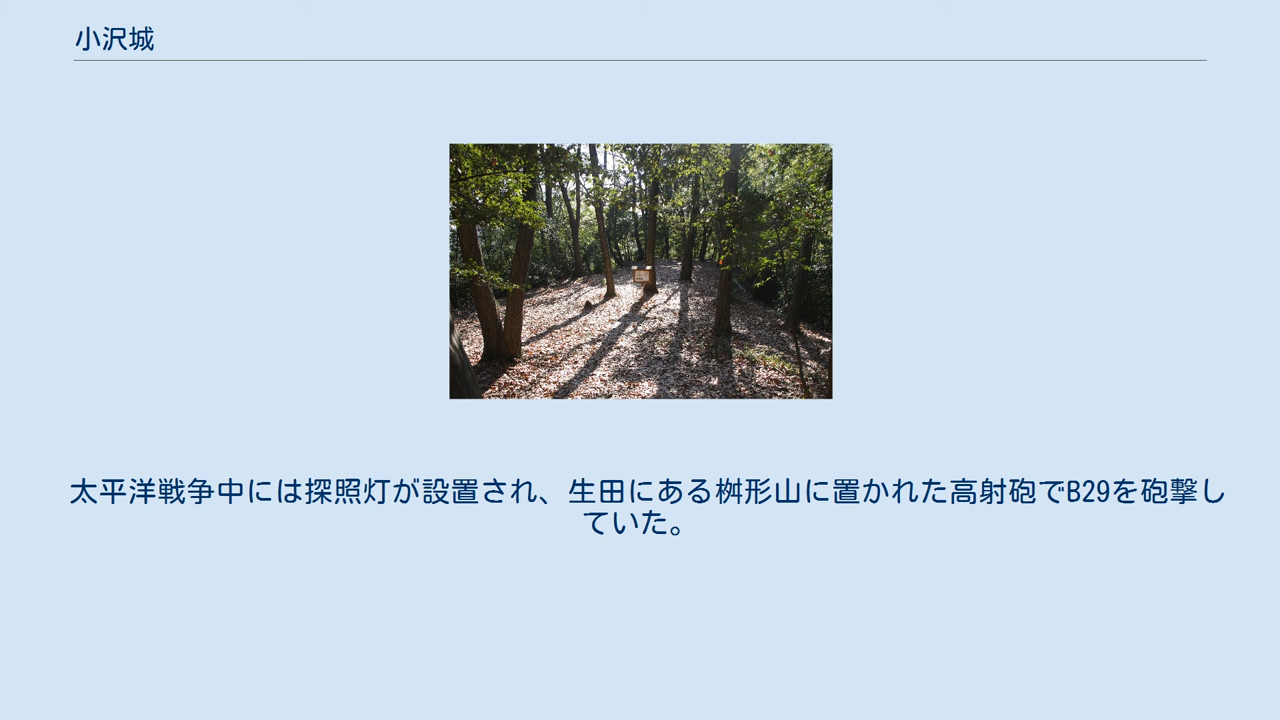 小沢城
太平洋戦争中には探照灯が設置され、生田にある桝形山に置かれた高射砲でB29を砲撃し
ていた。